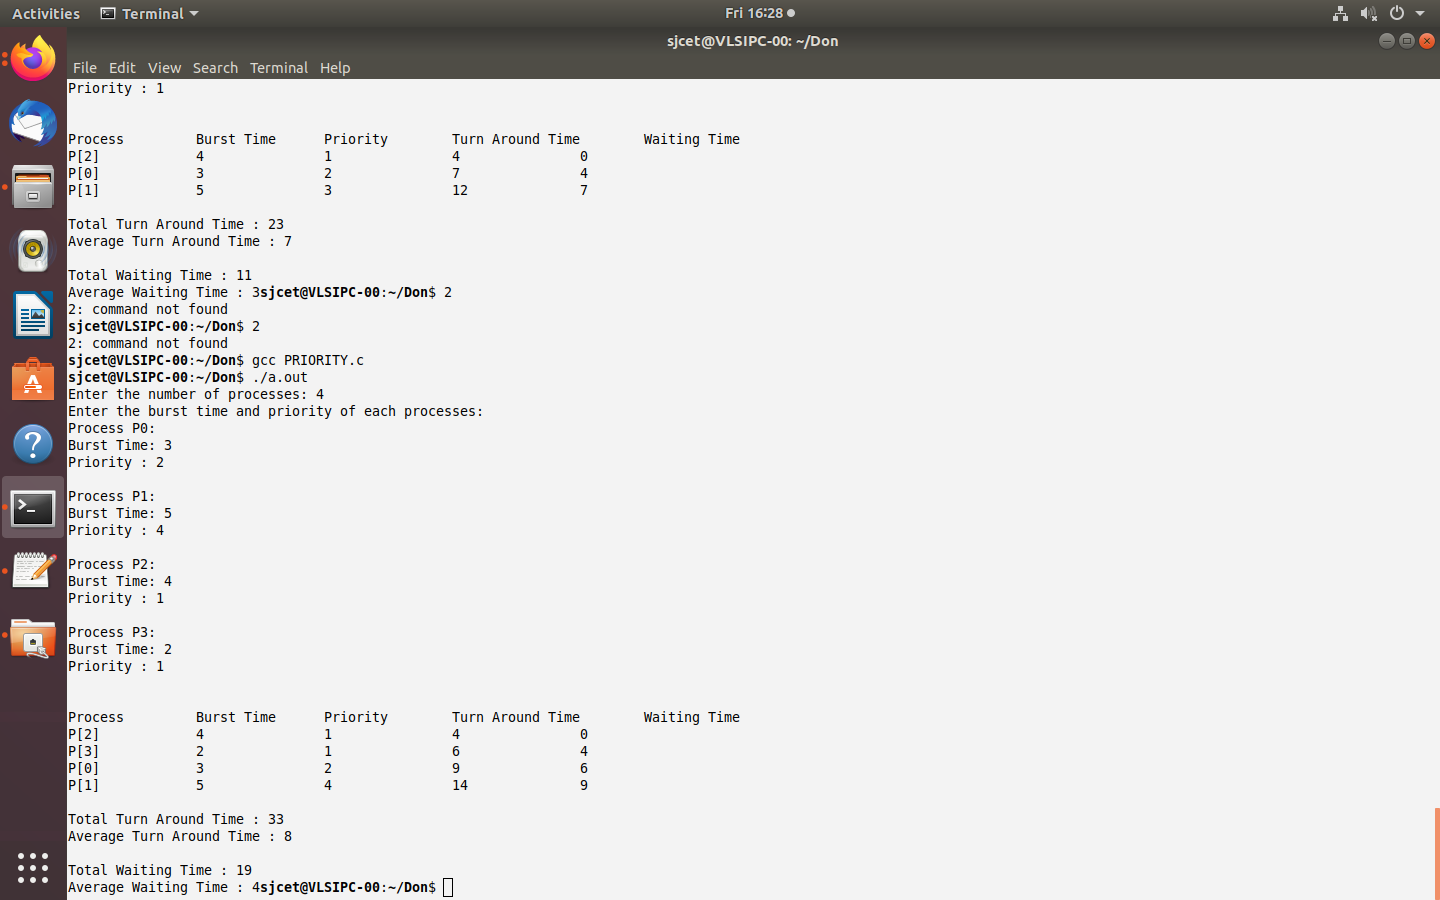 Activities Terminal Fri 16:28
sjcet@VLSIPC-00: ~/Don
File Edit View Search Terminal Help
Priority : 1
Process Burst Time Priority Turn Around Time Waiting Time
P[2] 4 1 4 0
P[0] 3 2 7 4
P[1] 5 3 12 7
Total Turn Around Time : 23
Average Turn Around Time : 7
Total Waiting Time : 11
Average Waiting Time : 3sjcet@VLSIPC-00:~/Don$ 2
2: command not found
sjcet@VLSIPC-00:~/Don$ 2
2: command not found
sjcet@VLSIPC-00:~/Don$ gcc PRIORITY.c
sjcet@VLSIPC-00:~/Don$ ./a.out
Enter the number of processes: 4
Enter the burst time and priority of each processes:
Process P0:
Burst Time: 3
Priority : 2
Process P1:
Burst Time: 5
Priority : 4
Process P2:
Burst Time: 4
Priority : 1
Process P3:
Burst Time: 2
Priority : 1
Process Burst Time Priority Turn Around Time Waiting Time
P[2] 4 1 4 0
P[3] 2 1 6 4
P[0] 3 2 9 6
P[1] 5 4 14 9
Total Turn Around Time : 33
Average Turn Around Time : 8
Total Waiting Time : 19
Average Waiting Time : 4sjcet@VLSIPC-00:~/Don$